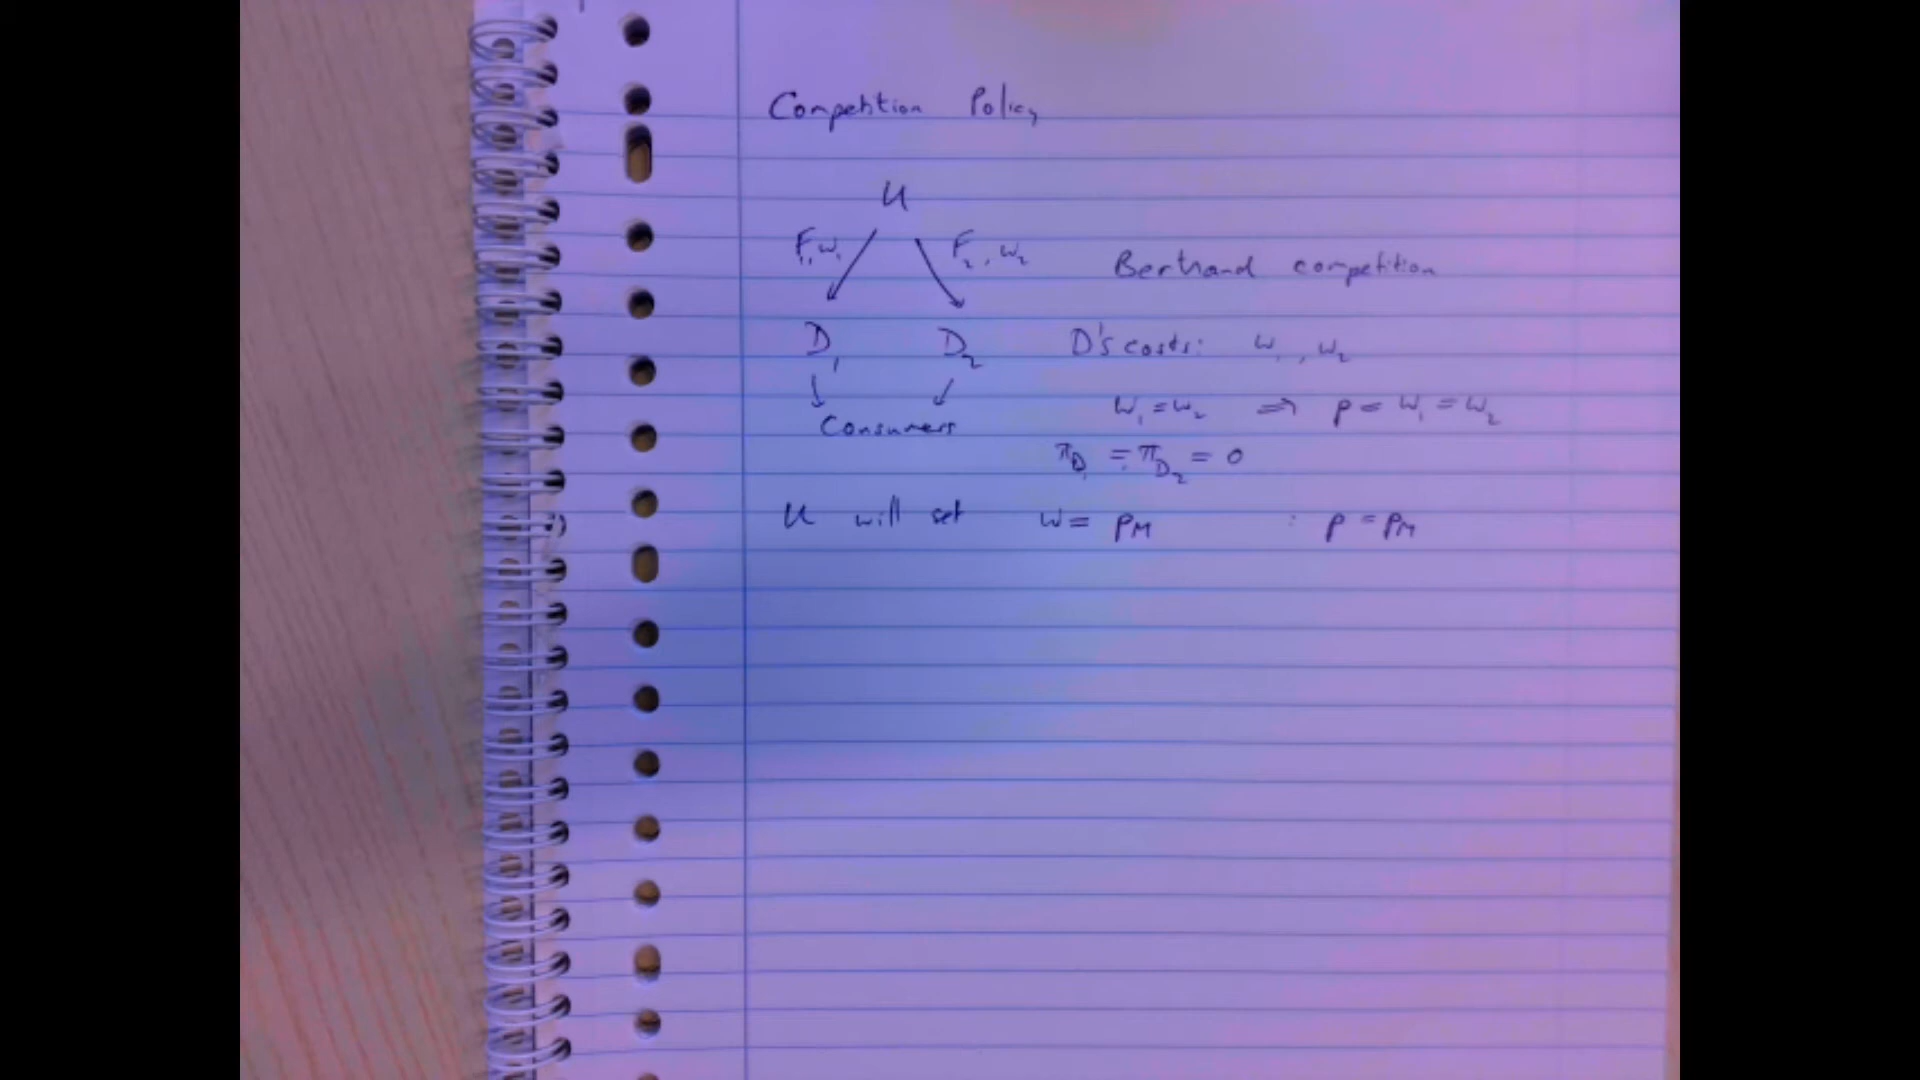 Competition Policy
U
F₁, w₁ F₂, w₂
Bertrand competition
D₁ D₂ D's costs: w₁, w₂
w₁ = w₂ ⇒ p = w₁ = w₂
Consumers
π_D₁ = π_D₂ = 0
U will set w = p_M : p = p_M